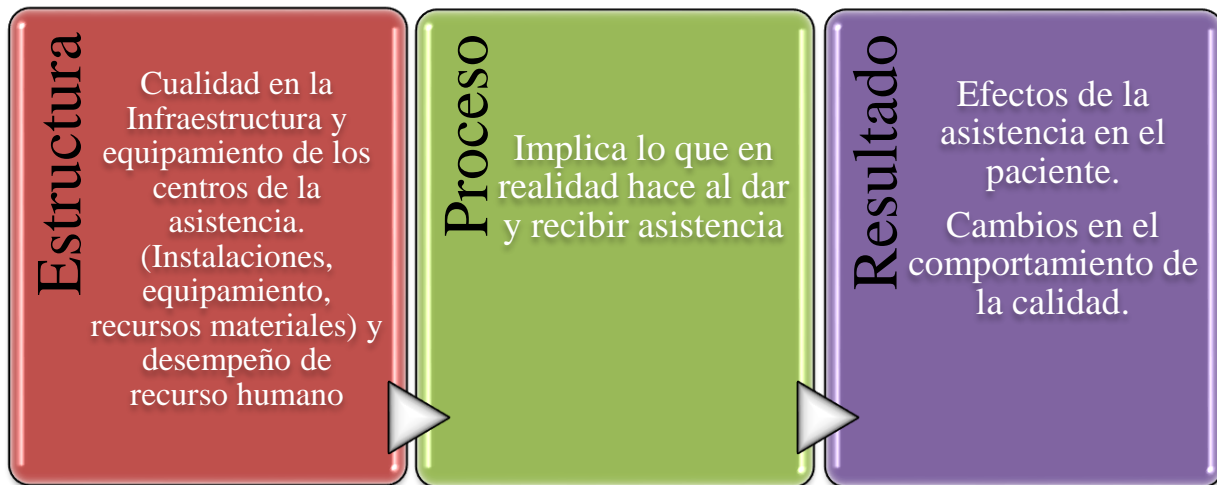 Estructura
Cualidad en la
Infraestructura y
equipamiento de los
centros de la
asistencia.
(Instalaciones,
equipamiento,
recursos materiales) y
desempeño de
recurso humano
Proceso
Implica lo que en
realidad hace al dar
y recibir asistencia
Resultado
Efectos de la
asistencia en el
paciente.
Cambios en el
comportamiento de
la calidad.